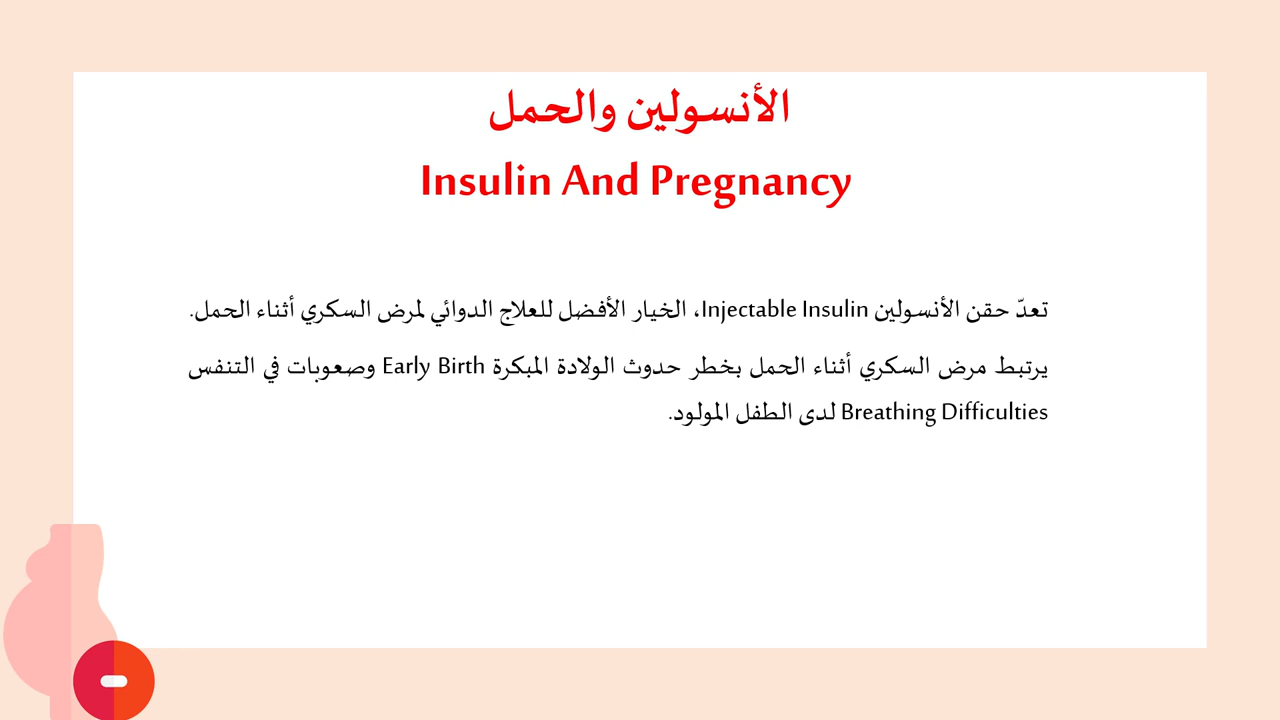 الأنسولين والحمل
Insulin And Pregnancy
تعدّ حقن الأنسولين Injectable Insulin، الخيار الأفضل للعلاج الدوائي لمرض السكري أثناء الحمل.
يرتبط مرض السكري أثناء الحمل بخطر حدوث الولادة المبكرة Early Birth وصعوبات في التنفس
Breathing Difficulties لدى الطفل المولود.